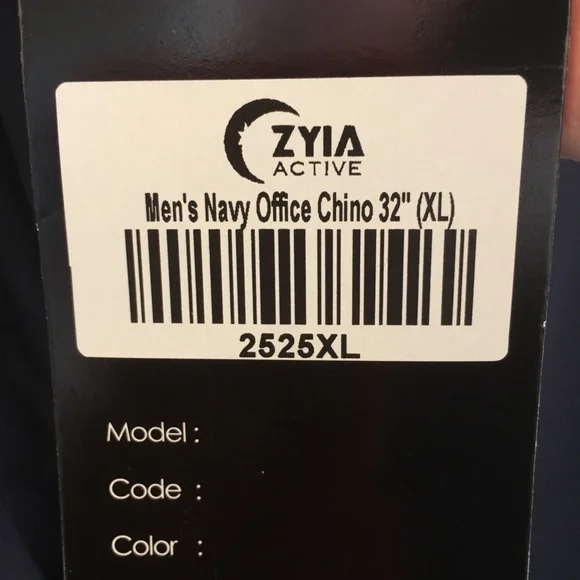 ZYIA
ACTIVE
Men's Navy Office Chino 32" (XL)
2525XL
Model :
Code :
Color :